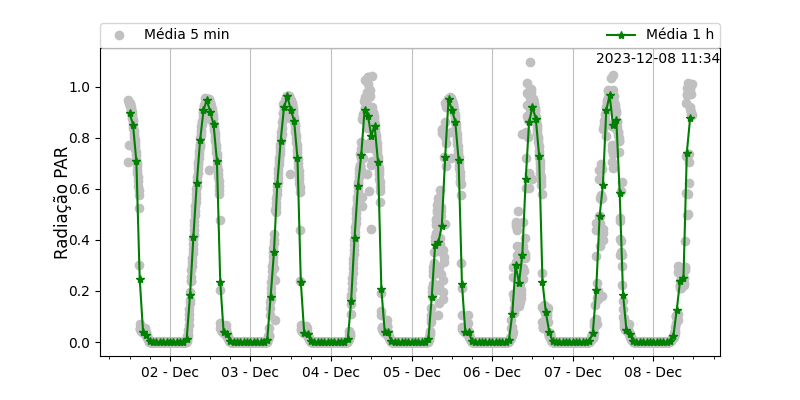 Média 5 min
Média 1 h
2023-12-08 11:34
Radiação PAR
1.0
0.8
0.6
0.4
0.2
0.0
02 - Dec
03 - Dec
04 - Dec
05 - Dec
06 - Dec
07 - Dec
08 - Dec